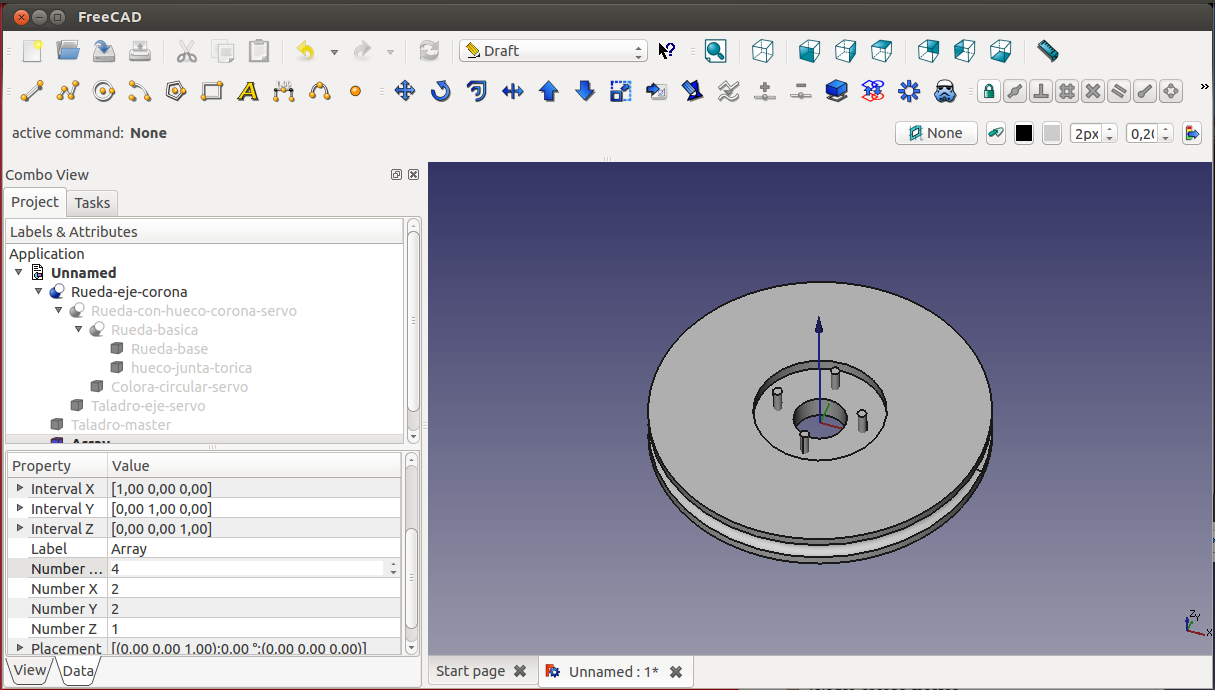 FreeCAD
Draft
active command: None
None
2px
0,20
Combo View
Project Tasks
Labels & Attributes
Application
Unnamed
Rueda-eje-corona
Rueda-con-hueco-corona-servo
Rueda-basica
Rueda-base
hueco-junta-torica
Colora-circular-servo
Taladro-eje-servo
Taladro-master
Array
Property Value
Interval X [1,00 0,00 0,00]
Interval Y [0,00 1,00 0,00]
Interval Z [0,00 0,00 1,00]
Label Array
Number ... 4
Number X 2
Number Y 2
Number Z 1
Placement [(0,00 0,00 1,00);0,00 °;(0,00 0,00 0,00)]
View Data
Z
Y
X
Start page Unnamed : 1*